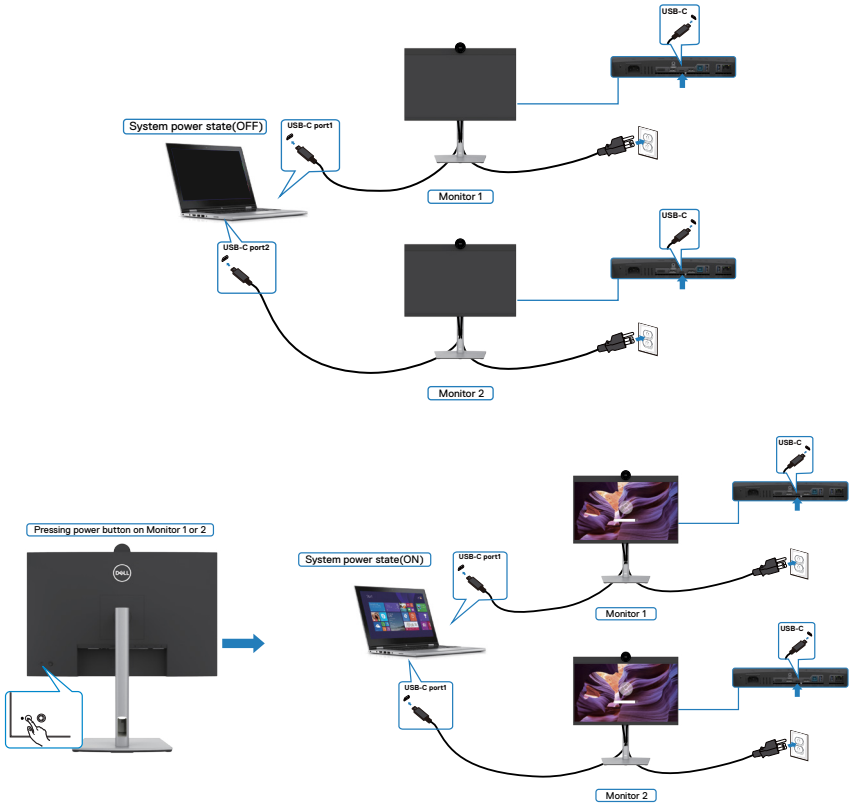 USB-C
System power state(OFF)
USB-C port1
Monitor 1
USB-C port2
USB-C
Monitor 2
Pressing power button on Monitor 1 or 2
DELL
System power state(ON)
USB-C port1
USB-C
Monitor 1
USB-C port1
USB-C
Monitor 2